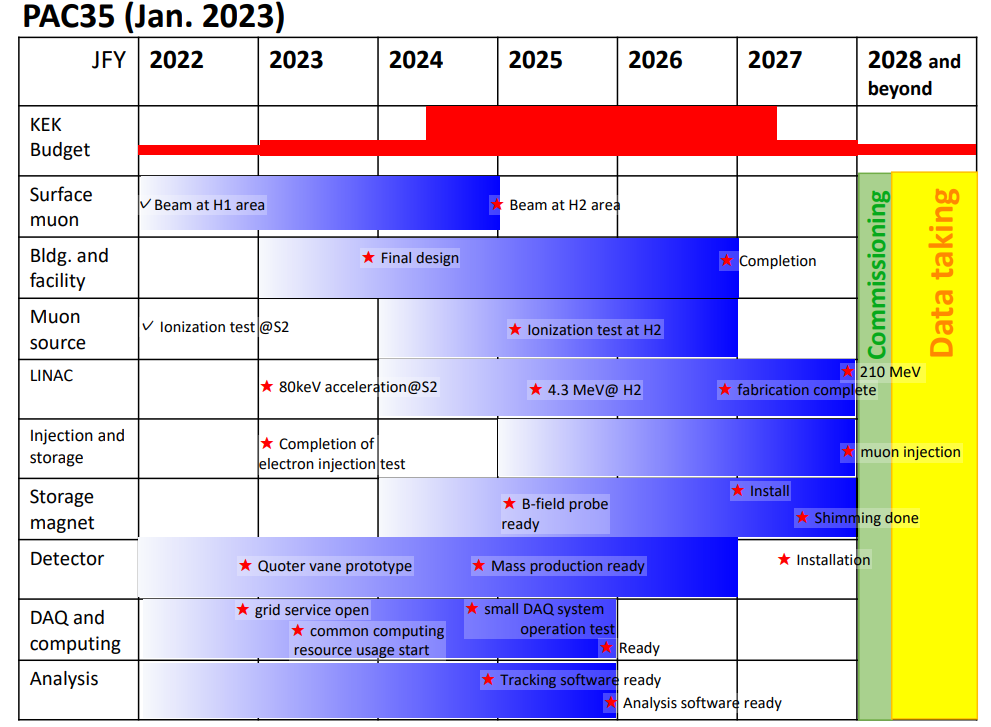 PAC35 (Jan. 2023)
JFY 2022 2023 2024 2025 2026 2027 2028 and
beyond
KEK
Budget
Surface
muon
✓ Beam at H1 area
★ Beam at H2 area
Bldg. and
facility
★ Final design
★ Completion
Muon
source
✓ Ionization test @S2
★ Ionization test at H2
LINAC
★ 80keV acceleration@S2
★ 4.3 MeV@ H2
★ fabrication complete
★ 210 MeV
Injection and
storage
★ Completion of
electron injection test
★ muon injection
Storage
magnet
★ B-field probe
ready
★ Install
★ Shimming done
Detector
★ Quoter vane prototype
★ Mass production ready
★ Installation
DAQ and
computing
★ grid service open
★ common computing
resource usage start
★ small DAQ system
operation test
★ Ready
Analysis
★ Tracking software ready
★ Analysis software ready
Commissioning
Data taking